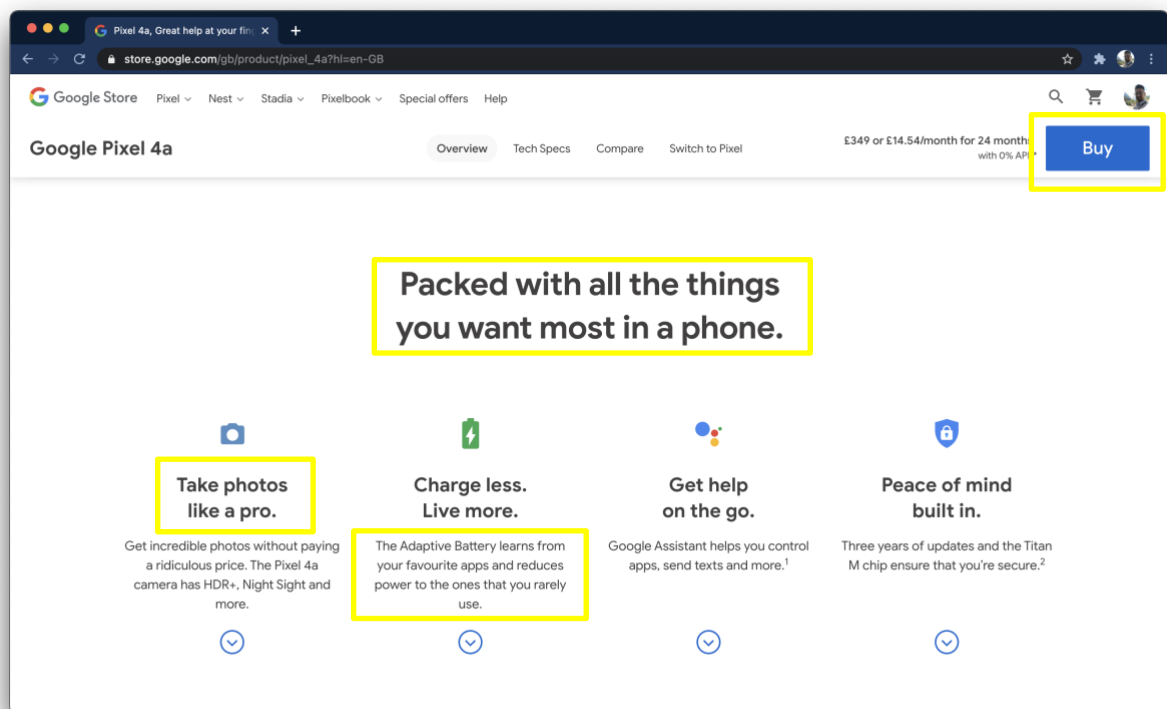 Pixel 4a, Great help at your fin
store.google.com/gb/product/pixel_4a?hl=en-GB
Google Store Pixel Nest Stadia Pixelbook Special offers Help
Google Pixel 4a Overview Tech Specs Compare Switch to Pixel
£349 or £14.54/month for 24 month
with 0% AP
Buy
Packed with all the things
you want most in a phone.
Take photos
like a pro.
Get incredible photos without paying
a ridiculous price. The Pixel 4a
camera has HDR+, Night Sight and
more.
Charge less.
Live more.
The Adaptive Battery learns from
your favourite apps and reduces
power to the ones that you rarely
use.
Get help
on the go.
Google Assistant helps you control
apps, send texts and more.1
Peace of mind
built in.
Three years of updates and the Titan
M chip ensure that you're secure.2